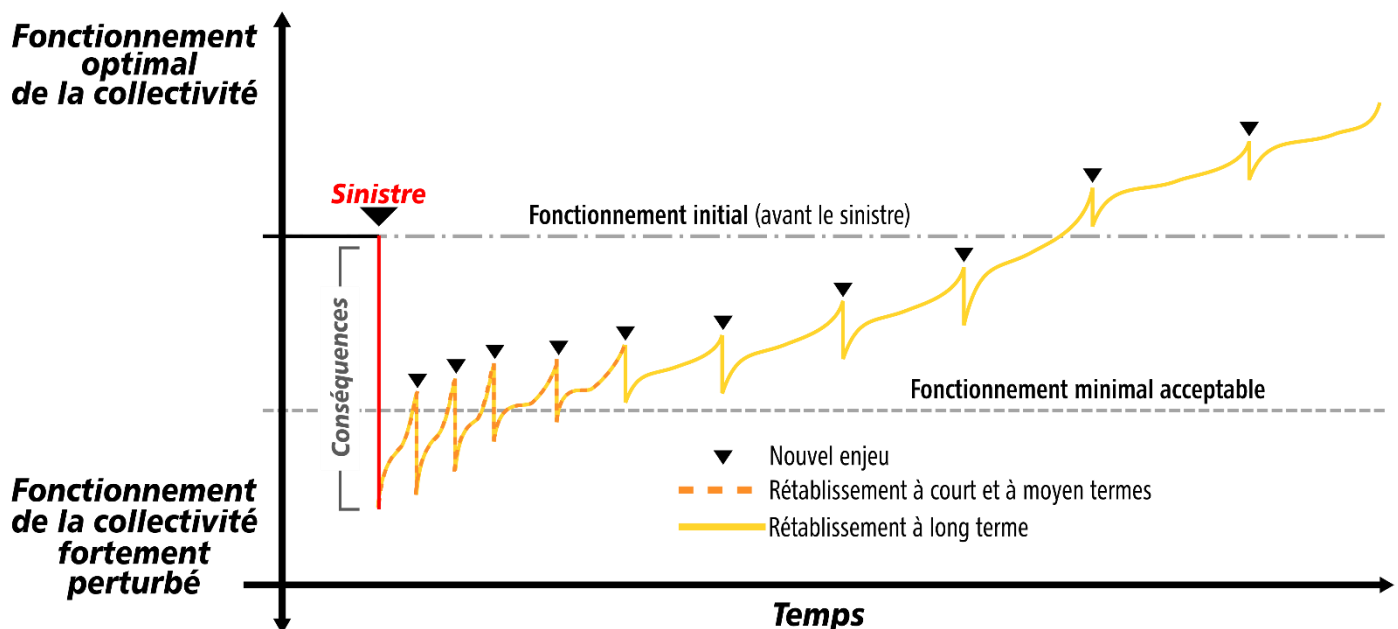 Fonctionnement
optimal
de la collectivité
Sinistre
Fonctionnement initial (avant le sinistre)
Conséquences
Fonctionnement minimal acceptable
Nouvel enjeu
Rétablissement à court et à moyen termes
Rétablissement à long terme
Fonctionnement
de la collectivité
fortement
perturbé
Temps